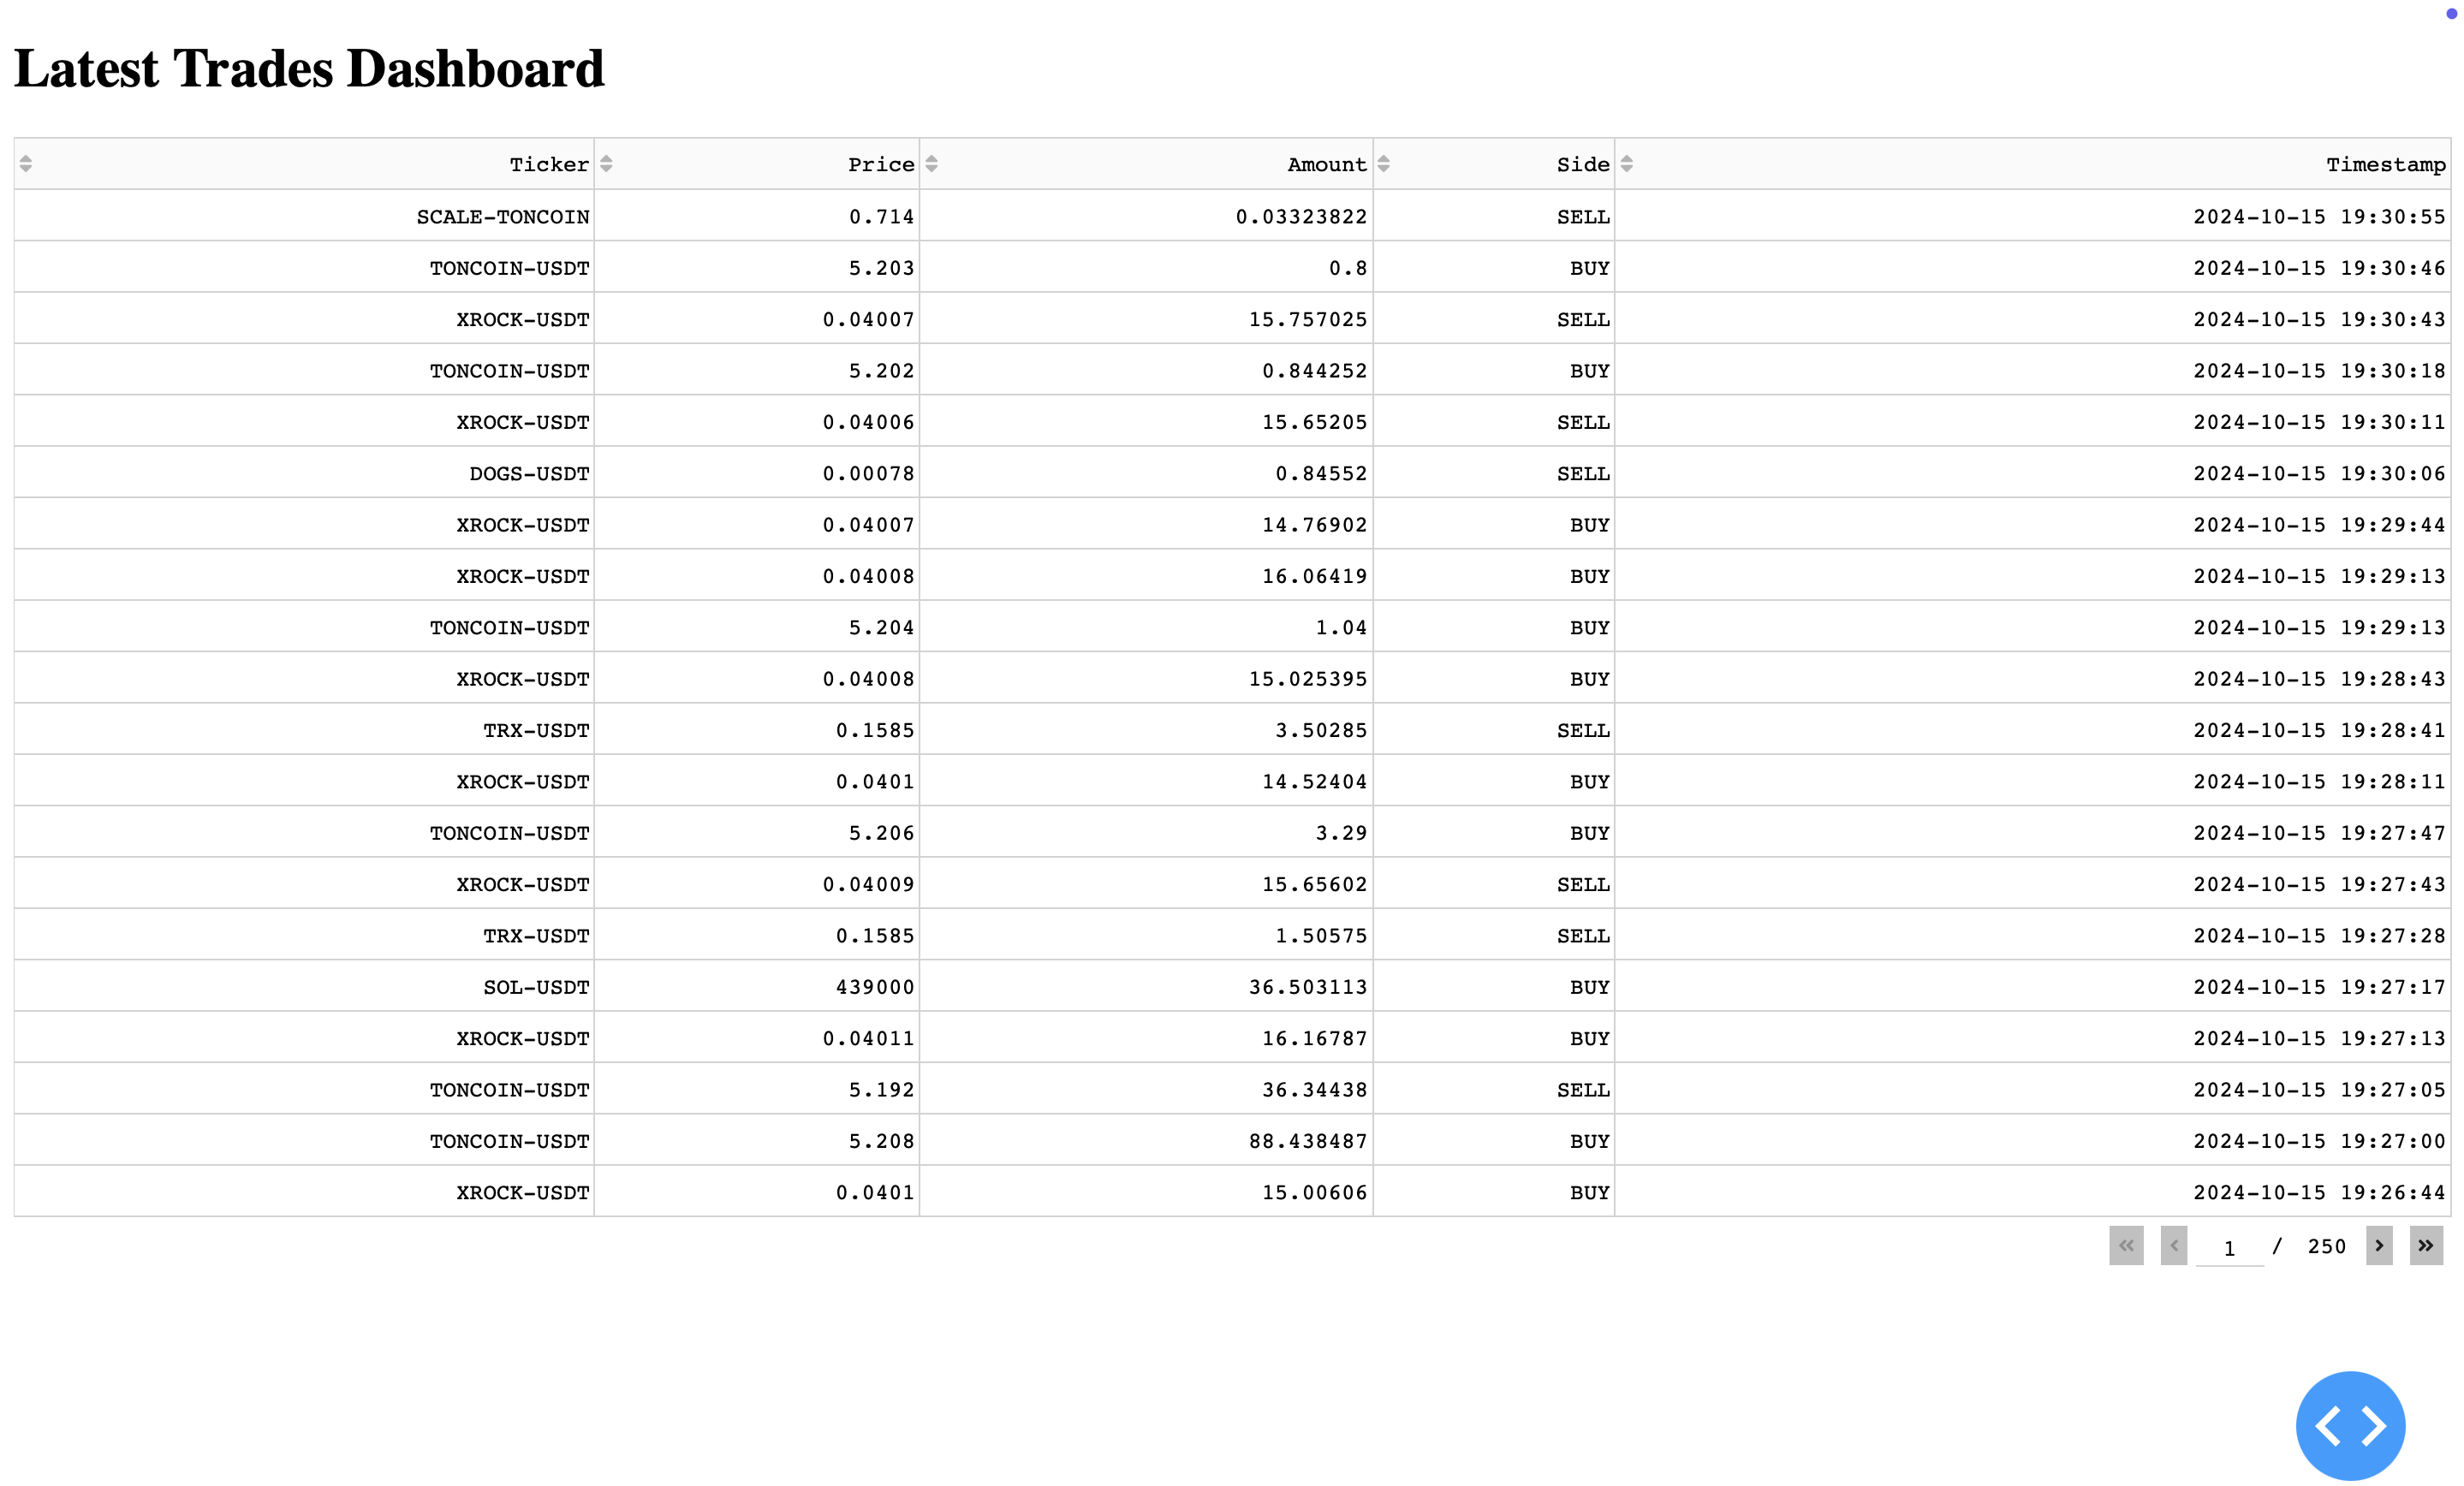 Latest Trades Dashboard
Ticker Price Amount Side Timestamp
SCALE-TONCOIN 0.714 0.03323822 SELL 2024-10-15 19:30:55
TONCOIN-USDT 5.203 0.8 BUY 2024-10-15 19:30:46
XROCK-USDT 0.04007 15.757025 SELL 2024-10-15 19:30:43
TONCOIN-USDT 5.202 0.844252 BUY 2024-10-15 19:30:18
XROCK-USDT 0.04006 15.65205 SELL 2024-10-15 19:30:11
DOGS-USDT 0.00078 0.84552 SELL 2024-10-15 19:30:06
XROCK-USDT 0.04007 14.76902 BUY 2024-10-15 19:29:44
XROCK-USDT 0.04008 16.06419 BUY 2024-10-15 19:29:13
TONCOIN-USDT 5.204 1.04 BUY 2024-10-15 19:29:13
XROCK-USDT 0.04008 15.025395 BUY 2024-10-15 19:28:43
TRX-USDT 0.1585 3.50285 SELL 2024-10-15 19:28:41
XROCK-USDT 0.0401 14.52404 BUY 2024-10-15 19:28:11
TONCOIN-USDT 5.206 3.29 BUY 2024-10-15 19:27:47
XROCK-USDT 0.04009 15.65602 SELL 2024-10-15 19:27:43
TRX-USDT 0.1585 1.50575 SELL 2024-10-15 19:27:28
SOL-USDT 439000 36.503113 BUY 2024-10-15 19:27:17
XROCK-USDT 0.04011 16.16787 BUY 2024-10-15 19:27:13
TONCOIN-USDT 5.192 36.34438 SELL 2024-10-15 19:27:05
TONCOIN-USDT 5.208 88.438487 BUY 2024-10-15 19:27:00
XROCK-USDT 0.0401 15.00606 BUY 2024-10-15 19:26:44
1 / 250